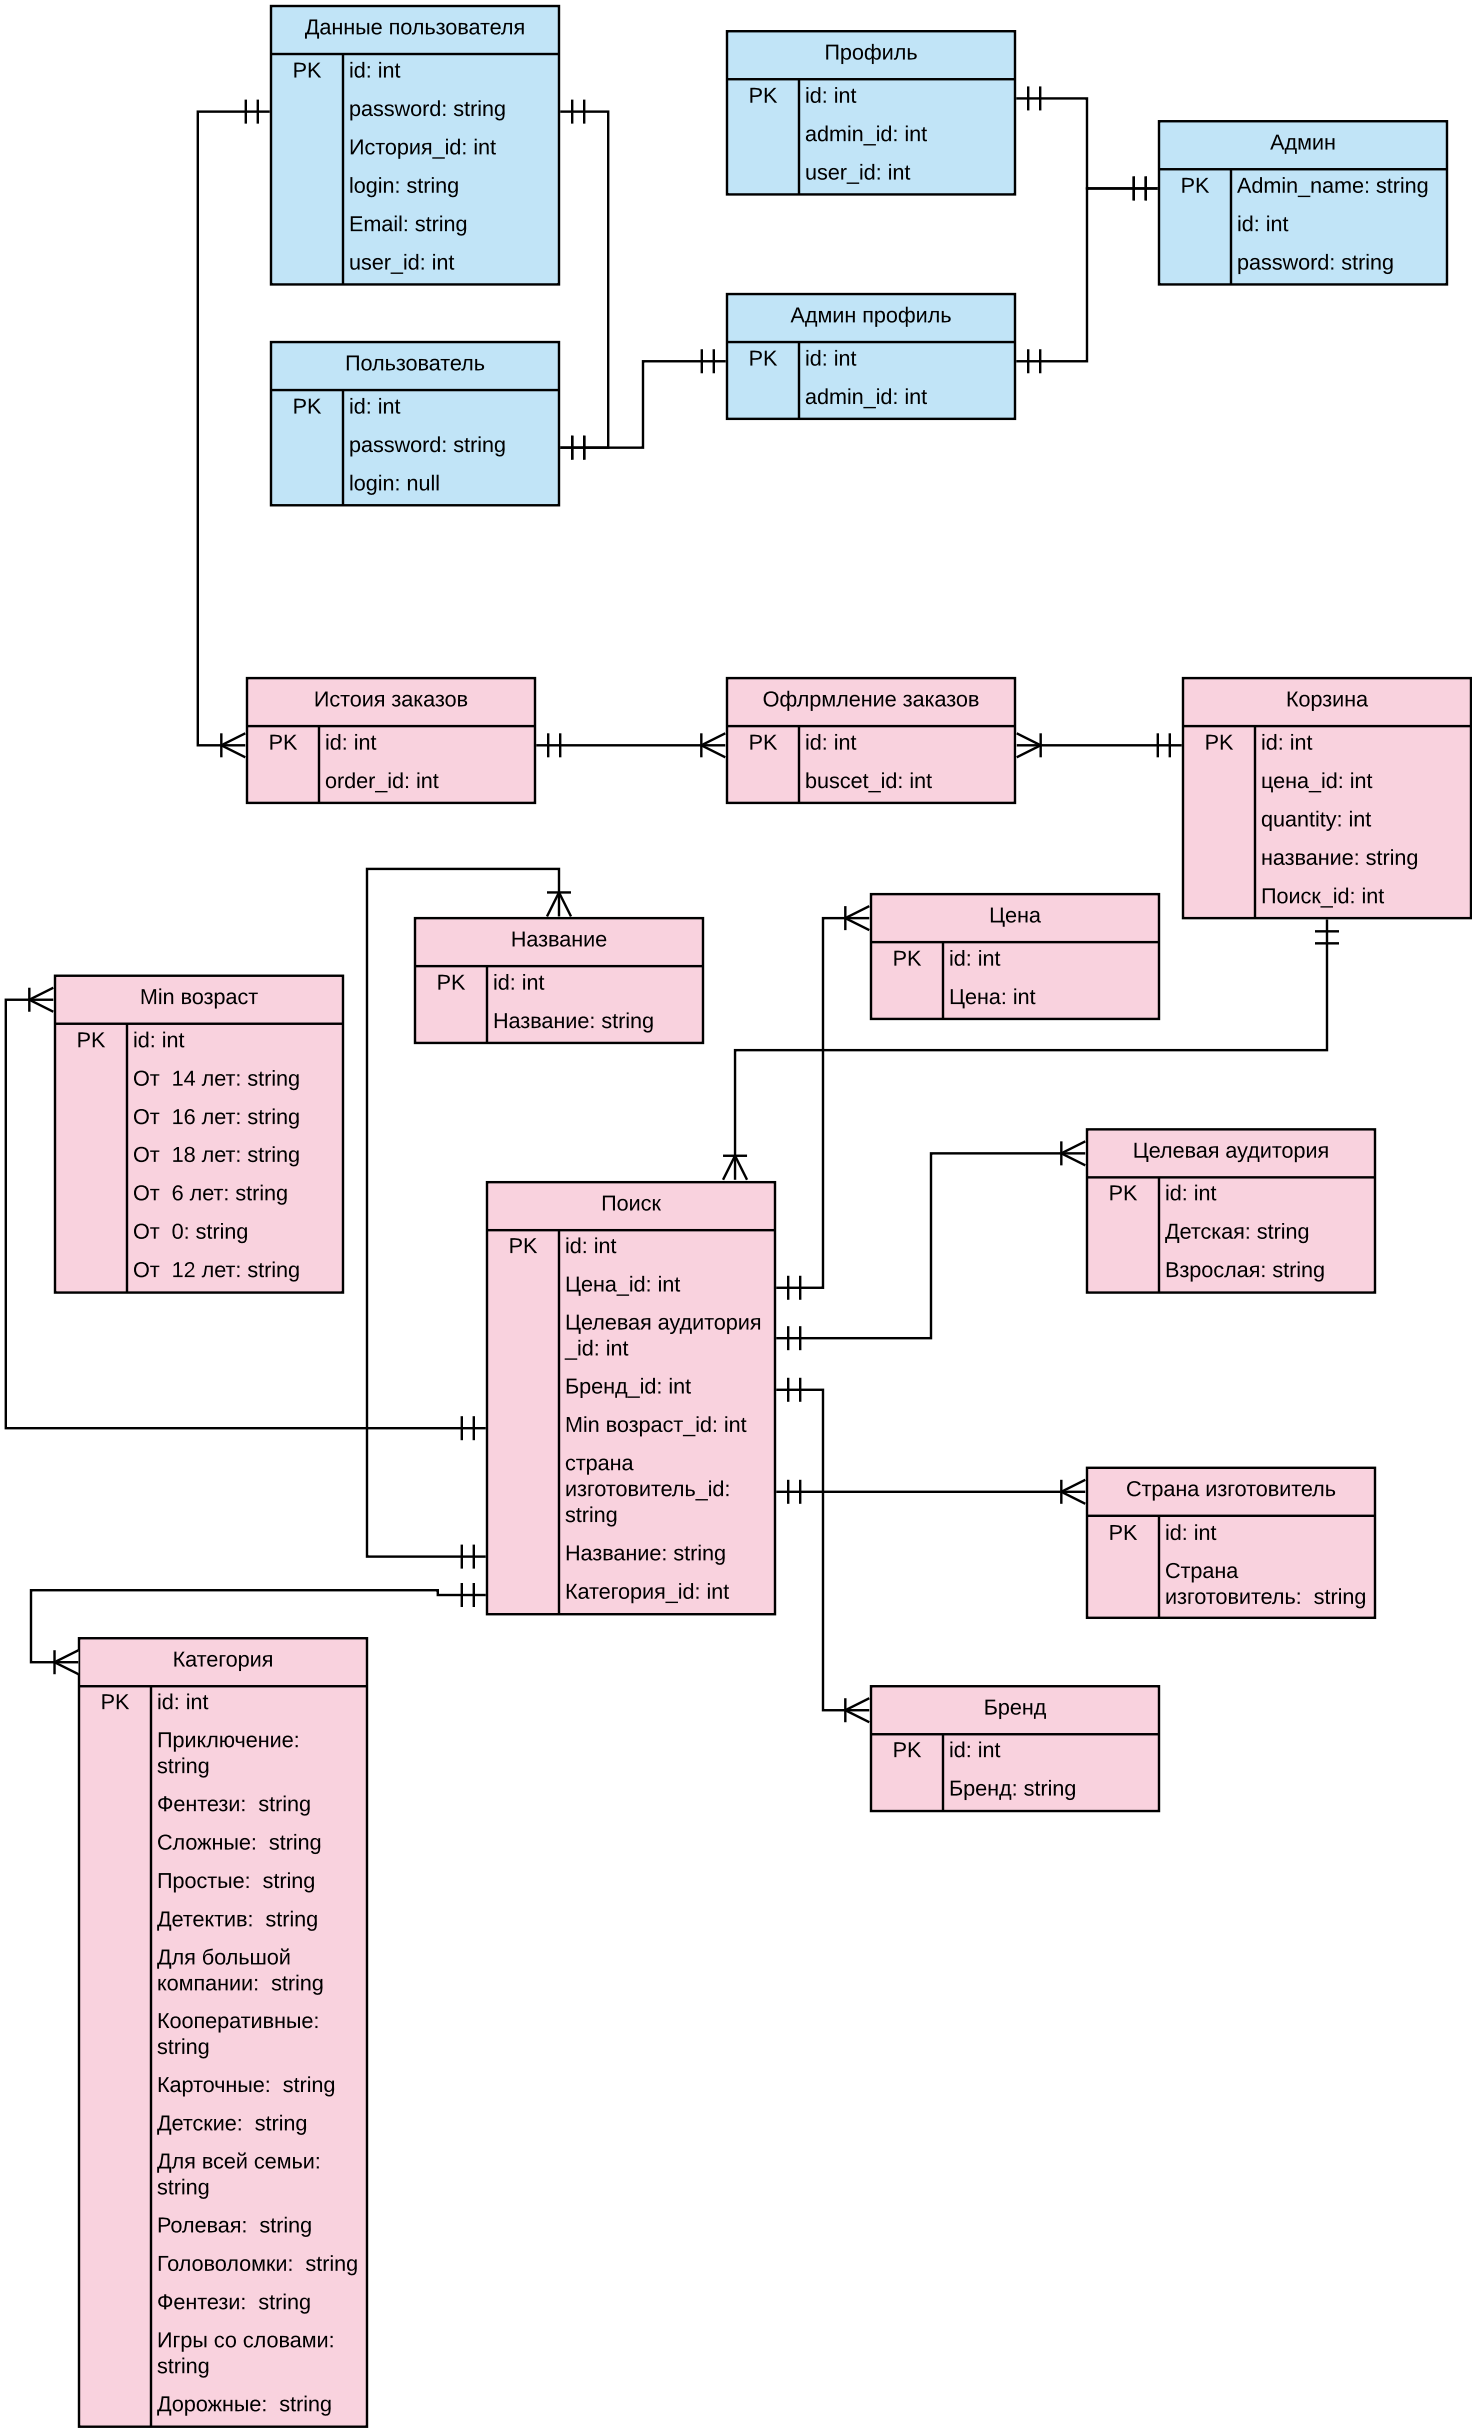 Данные пользователя
PK
id: int
password: string
История_id: int
login: string
Email: string
user_id: int
Профиль
PK
id: int
admin_id: int
user_id: int
Админ
PK
Admin_name: string
id: int
password: string
Админ профиль
PK
id: int
admin_id: int
Пользователь
PK
id: int
password: string
login: null
Истоия заказов
PK
id: int
order_id: int
Офлрмление заказов
PK
id: int
buscet_id: int
Корзина
PK
id: int
цена_id: int
quantity: int
название: string
Поиск_id: int
Название
PK
id: int
Название: string
Цена
PK
id: int
Цена: int
Min возраст
PK
id: int
От  14 лет: string
От  16 лет: string
От  18 лет: string
От  6 лет: string
От  0: string
От  12 лет: string
Целевая аудитория
PK
id: int
Детская: string
Взрослая: string
Поиск
PK
id: int
Цена_id: int
Целевая аудитория
_id: int
Бренд_id: int
Min возраст_id: int
страна
изготовитель_id:
string
Название: string
Категория_id: int
Страна изготовитель
PK
id: int
Страна
изготовитель:  string
Бренд
PK
id: int
Бренд: string
Категория
PK
id: int
Приключение:
string
Фентези:  string
Сложные:  string
Простые:  string
Детектив:  string
Для большой
компании:  string
Кооперативные:
string
Карточные:  string
Детские:  string
Для всей семьи:
string
Ролевая:  string
Головоломки:  string
Фентези:  string
Игры со словами:
string
Дорожные:  string